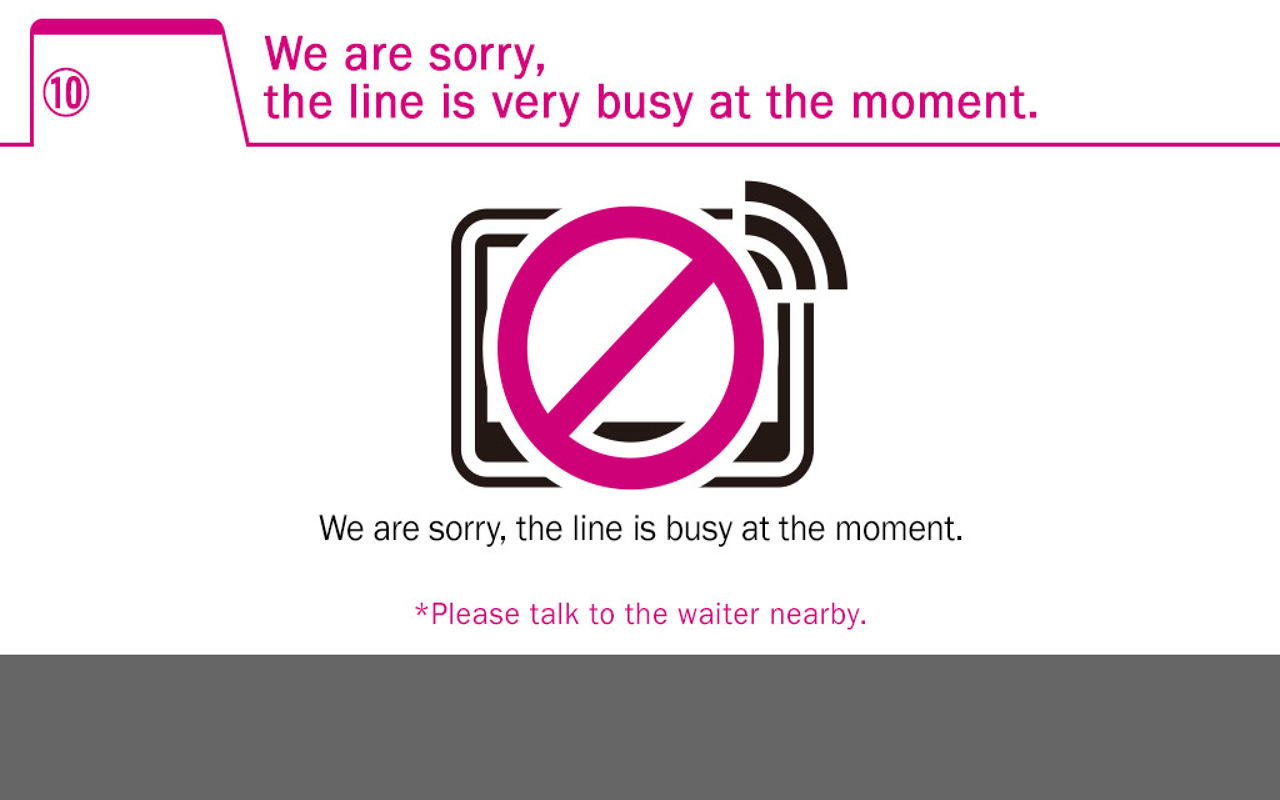 ⑩
We are sorry,
the line is very busy at the moment.
We are sorry, the line is busy at the moment.
*Please talk to the waiter nearby.